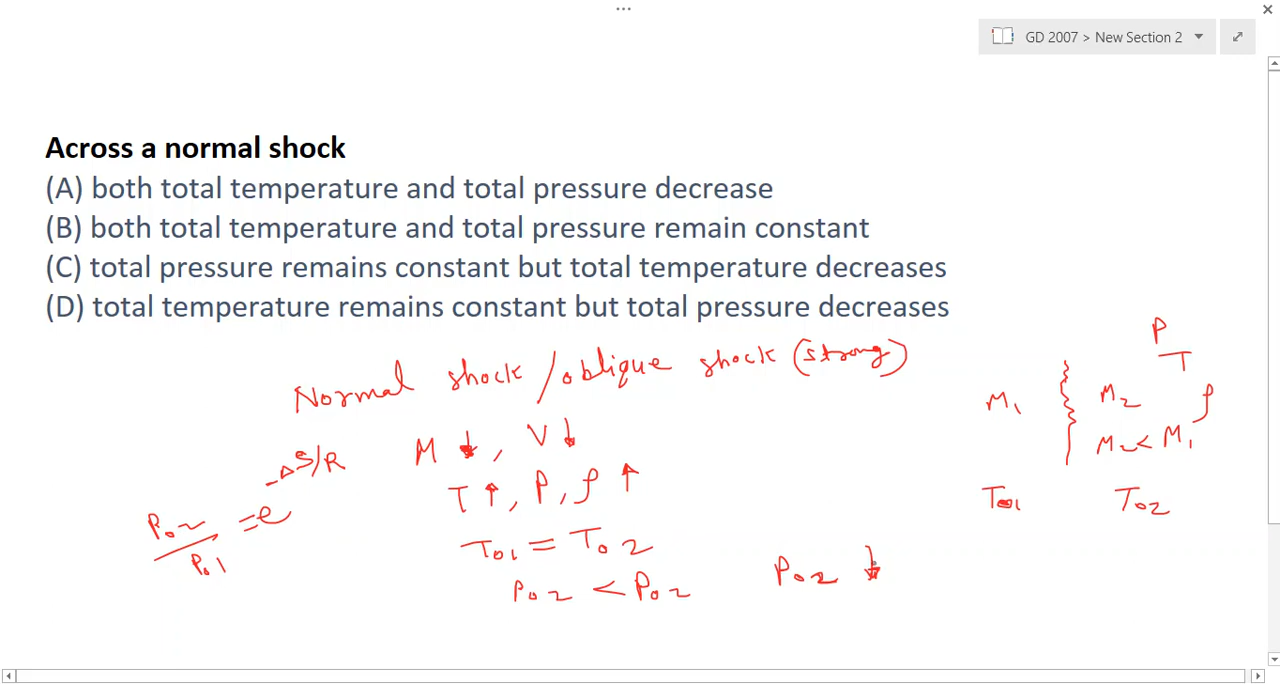 ...
GD 2007 > New Section 2
Across a normal shock
(A) both total temperature and total pressure decrease
(B) both total temperature and total pressure remain constant
(C) total pressure remains constant but total temperature decreases
(D) total temperature remains constant but total pressure decreases
Normal shock/oblique shock (strong)
M ↓, V ↓
T ↑, P, ρ ↑
T01 = T02
P02 < P02
P02 ↓
P02/P01 = e^-ΔS/R
P
T
ρ
M1
M2
M2 < M1
T01
T02